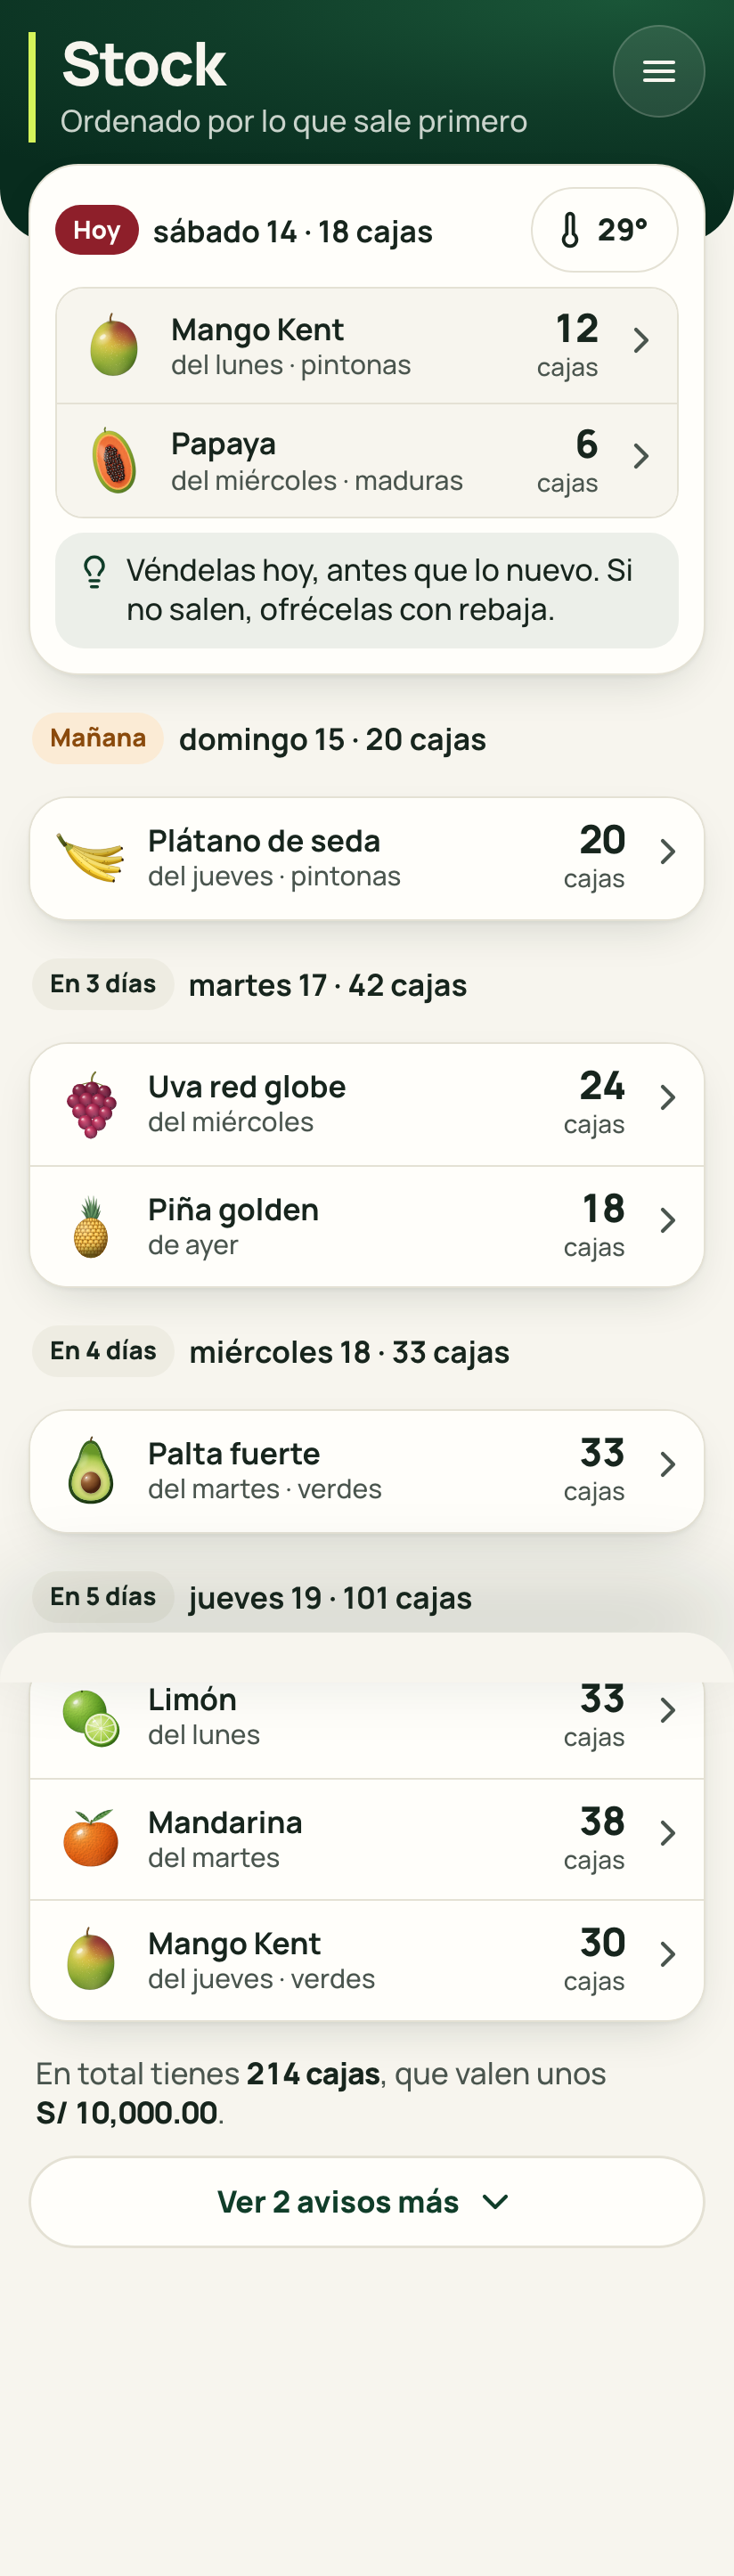 Stock
Ordenado por lo que sale primero
Hoy sábado 14 · 18 cajas 29°
Mango Kent 12
del lunes · pintonas cajas
Papaya 6
del miércoles · maduras cajas
Véndelas hoy, antes que lo nuevo. Si
no salen, ofrécelas con rebaja.
Mañana domingo 15 · 20 cajas
Plátano de seda 20
del jueves · pintonas cajas
En 3 días martes 17 · 42 cajas
Uva red globe 24
del miércoles cajas
Piña golden 18
de ayer cajas
En 4 días miércoles 18 · 33 cajas
Palta fuerte 33
del martes · verdes cajas
En 5 días jueves 19 · 101 cajas
Limón 33
del lunes cajas
Mandarina 38
del martes cajas
Mango Kent 30
del jueves · verdes cajas
En total tienes 214 cajas, que valen unos
S/ 10,000.00.
Ver 2 avisos más